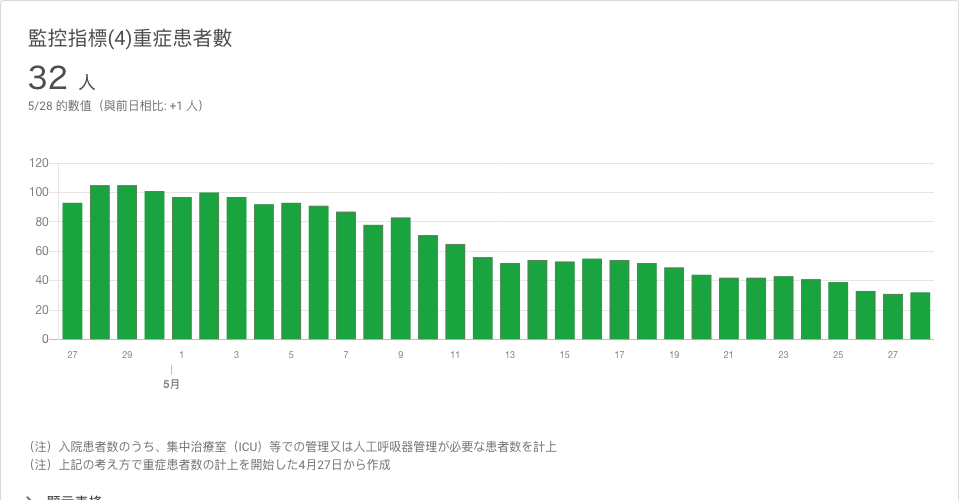 監控指標(4)重症患者數
32 人
5/28 的數值（與前日相比: +1 人）
120
100
80
60
40
20
0
27 29 1 3 5 7 9 11 13 15 17 19 21 23 25 27
5月
（注）入院患者数のうち、集中治療室（ICU）等での管理又は人工呼吸器管理が必要な患者数を計上
（注）上記の考え方で重症患者数の計上を開始した4月27日から作成
顯示表格